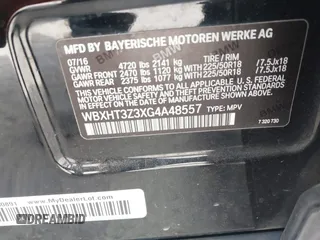 MFD BY BAYERISCHE MOTOREN WERKE AG
07/16 TIRE / RIM
GVWR 4720 lbs 2141 kg
GAWR FRONT 2470 lbs 1120 kg WITH 225/50R18 /7.5Jx18
GAWR REAR 2375 lbs 1077 kg WITH 225/50R18 /7.5Jx18
THIS VEHICLE CONFORMS TO ALL APPLICABLE U.S. FEDERAL
MOTOR VEHICLE SAFETY, BUMPER, AND THEFT PREVENTION
STANDARDS IN EFFECT ON THE DATE OF MANUFACTURE SHOWN ABOVE.
WBXHT3Z3XG4A48557 TYPE: MPV
7 320 730
www.MyDealerLot.com
DREAMBID